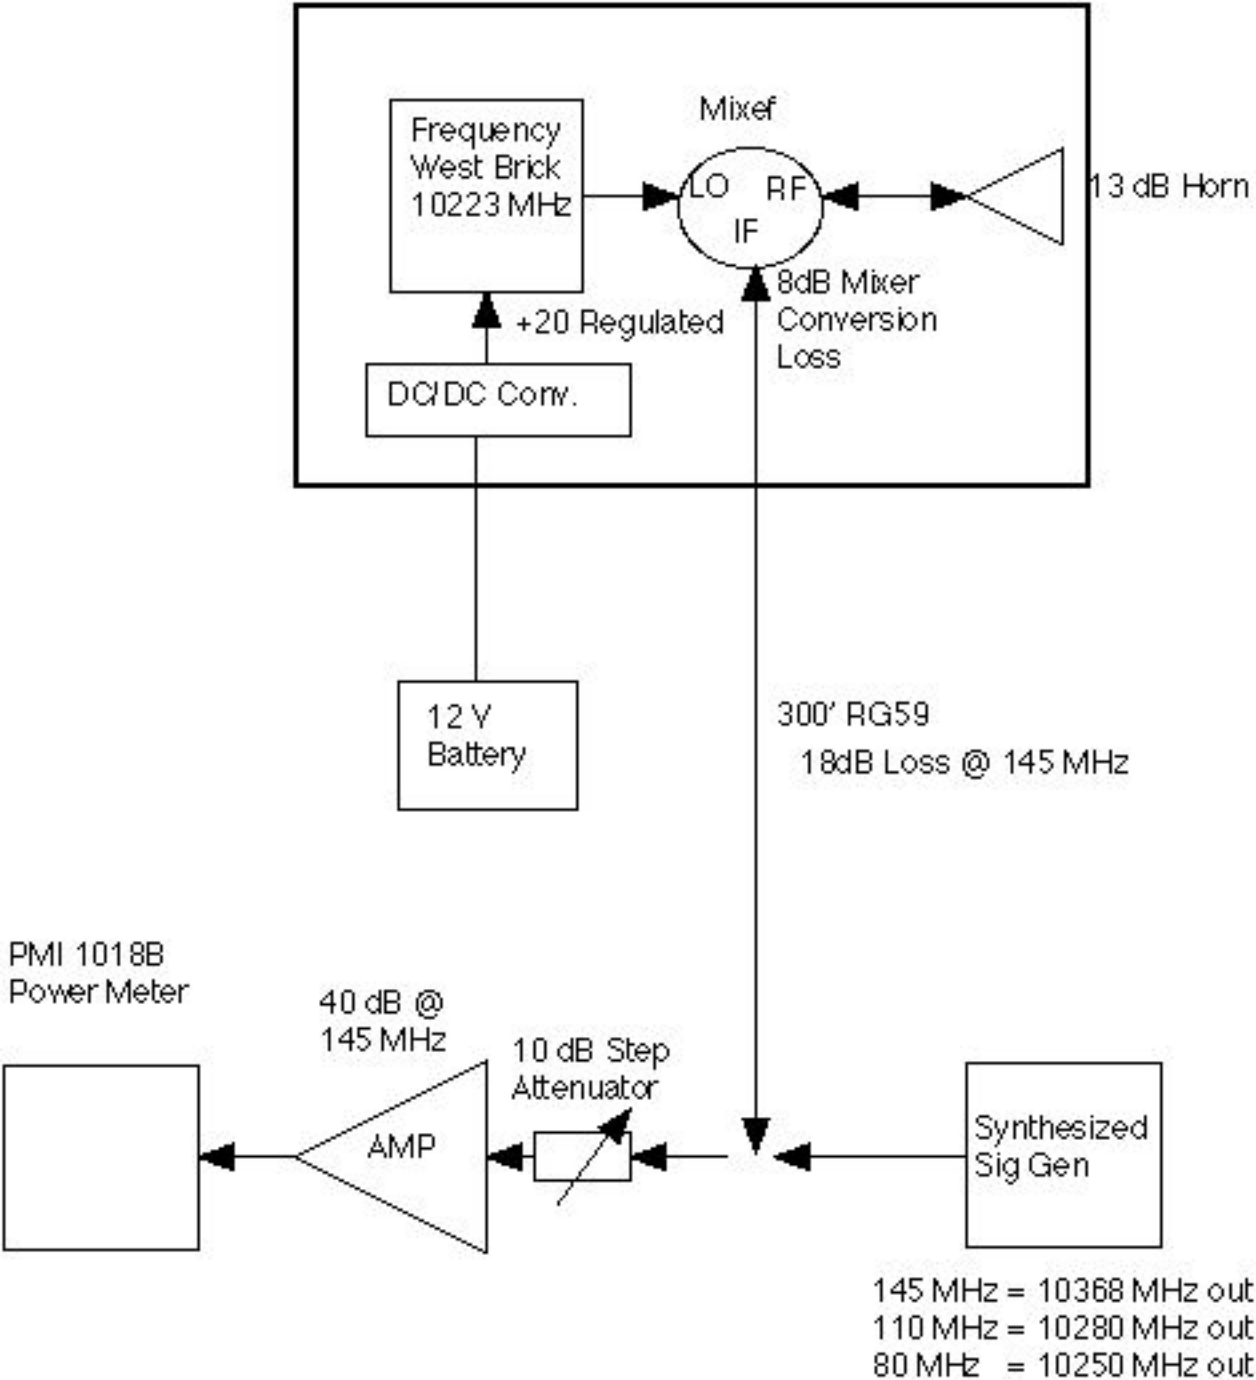 Mixef
Frequency
West Brick
10223 MHz
LO RF
IF
13 dB Horn
8dB Mixer
Conversion
Loss
+20 Regulated
DC/DC Conv.
12 V
Battery
300' RG59
18dB Loss @ 145 MHz
PMI 1018B
Power Meter
40 dB @
145 MHz
10 dB Step
Attenuator
AMP
Synthesized
Sig Gen
145 MHz = 10368 MHz out
110 MHz = 10280 MHz out
80 MHz = 10250 MHz out